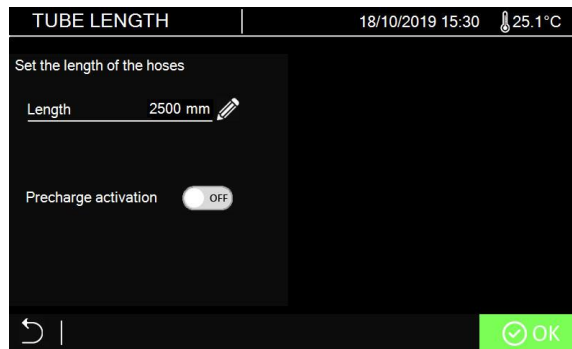 TUBE LENGTH 18/10/2019 15:30 25.1°C
Set the length of the hoses
Length 2500 mm
Precharge activation OFF
OK